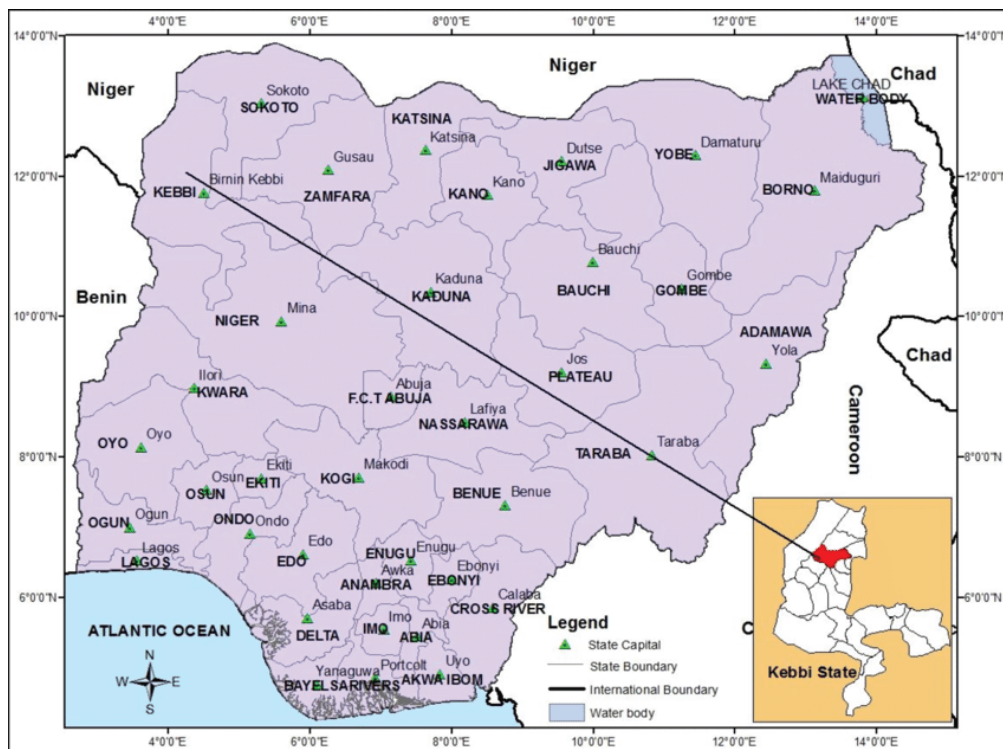 4°0'0"E 6°0'0"E 8°0'0"E 10°0'0"E 12°0'0"E 14°0'0"E
14°0'0"N 14°0'0"N
Niger Niger Chad
LAKE CHAD
WATER BODY
Sokoto
SOKOTO
KATSINA
Katsina
Gusau
ZAMFARA
Dutse
JIGAWA
Damaturu
YOBE
12°0'0"N 12°0'0"N
Birnin Kebbi
KEBBI
Kano
KANO
Maiduguri
BORNO
Bauchi
BAUCHI
Gombe
GOMBE
Kaduna
KADUNA
Benin
Mina
NIGER
10°0'0"N 10°0'0"N
ADAMAWA
Yola
Chad
Jos
PLATEAU
Ilori
KWARA
Abuja
F.C.T ABUJA
Lafiya
NASSARAWA
Cameroon
Oyo
OYO
8°0'0"N 8°0'0"N
Taraba
TARABA
Osun
OSUN
Ekiti
EKITI
Makodi
KOGI
Benue
BENUE
Ogun
OGUN
Ondo
ONDO
Lagos
LAGOS
Edo
EDO
Enugu
ENUGU
Awka
ANAMBRA
Ebonyi
EBONYI
6°0'0"N 6°0'0"N
Calaba
CROSS RIVER
Asaba
DELTA
Imo
IMO
Abia
ABIA
ATLANTIC OCEAN
Yanaguwa
BAYELSA
Portcolt
RIVERS
Uyo
AKWA IBOM
N
W E
S
Legend
State Capital
State Boundary
International Boundary
Water body
C
Kebbi State
4°0'0"E 6°0'0"E 8°0'0"E 10°0'0"E 12°0'0"E 14°0'0"E